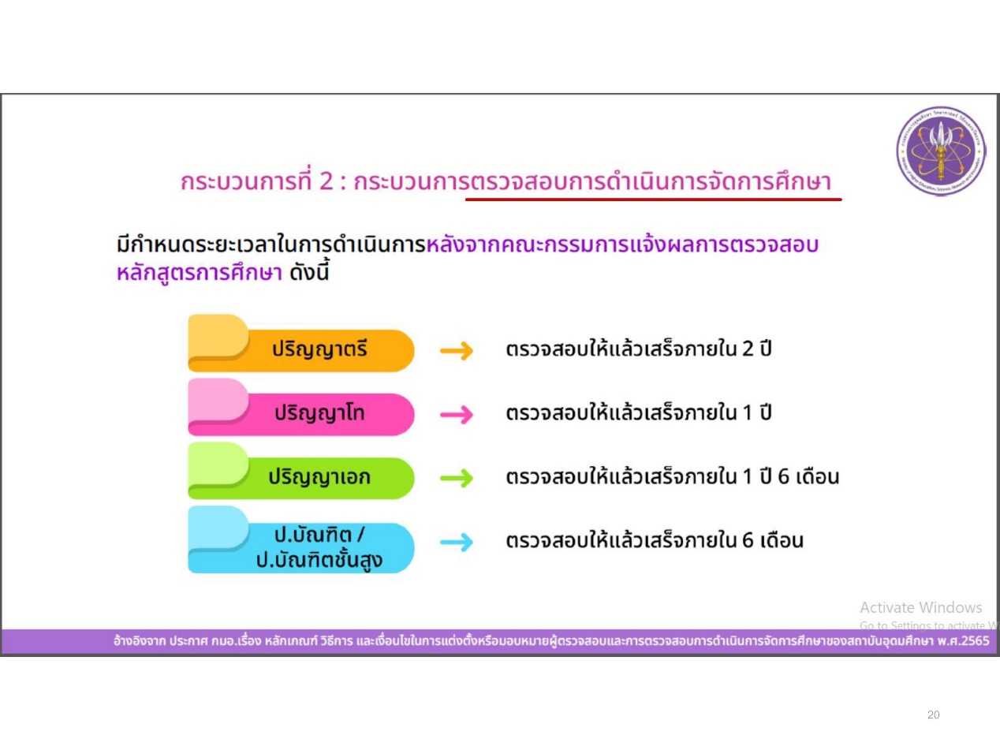 กระบวนการที่ 2 : กระบวนการตรวจสอบการดำเนินการจัดการศึกษา
มีกำหนดระยะเวลาในการดำเนินการหลังจากคณะกรรมการแจ้งผลการตรวจสอบ
หลักสูตรการศึกษา ดังนี้
ปริญญาตรี → ตรวจสอบให้แล้วเสร็จภายใน 2 ปี
ปริญญาโท → ตรวจสอบให้แล้วเสร็จภายใน 1 ปี
ปริญญาเอก → ตรวจสอบให้แล้วเสร็จภายใน 1 ปี 6 เดือน
ป.บัณฑิต /
ป.บัณฑิตชั้นสูง → ตรวจสอบให้แล้วเสร็จภายใน 6 เดือน
Activate Windows
Go to Settings to activate W
อ้างอิงจาก ประกาศ กมอ.เรื่อง หลักเกณฑ์ วิธีการ และเงื่อนไขในการแต่งตั้งหรือมอบหมายผู้ตรวจสอบและการตรวจสอบการดำเนินการจัดการศึกษาของสถาบันอุดมศึกษา พ.ศ.2565
20